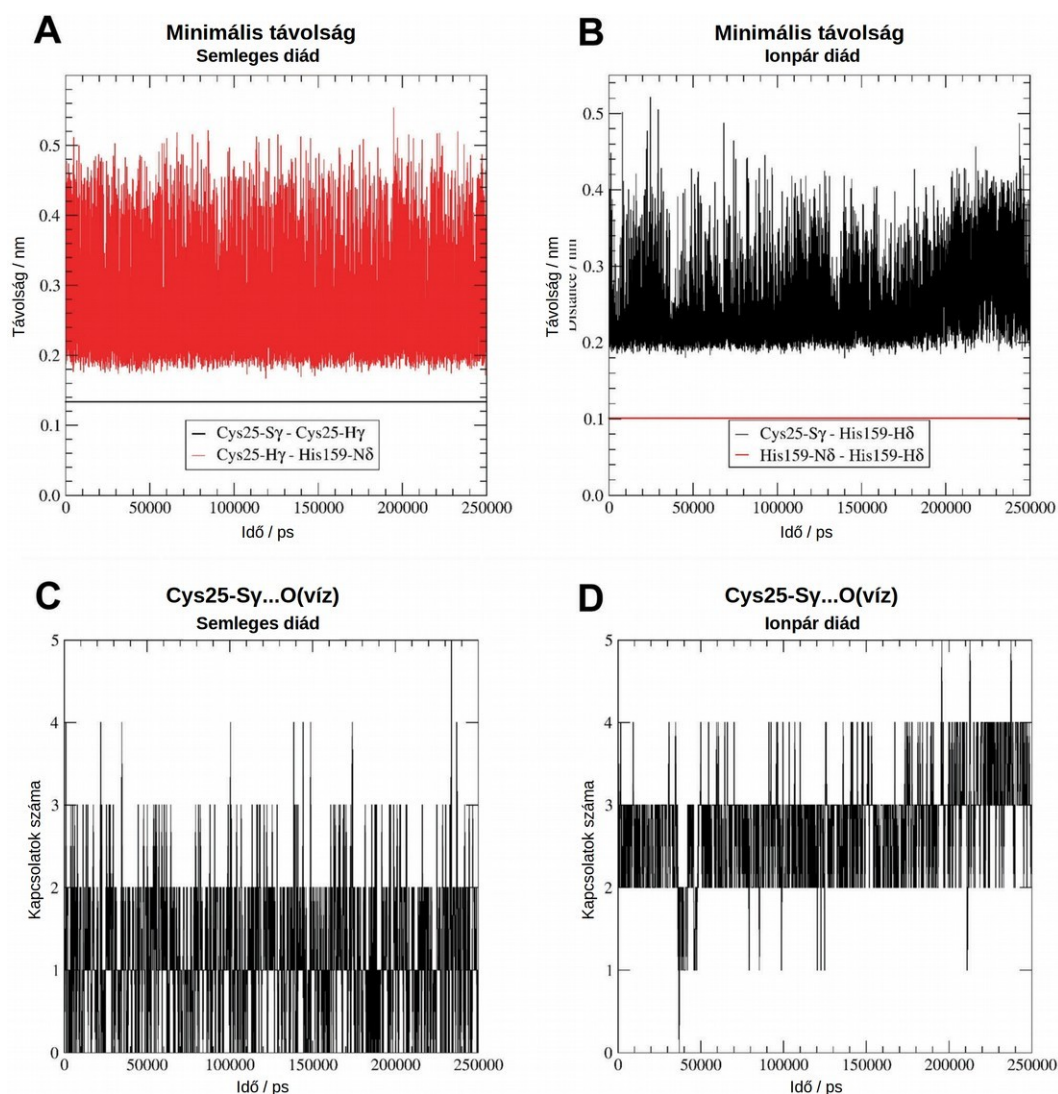 A
Minimális távolság
Semleges diád
Távolság / nm
0.5
0.4
0.3
0.2
0.1
0.0
Cys25-Sγ - Cys25-Hγ
Cys25-Hγ - His159-Nδ
0 50000 100000 150000 200000 250000
Idő / ps
B
Minimális távolság
Ionpár diád
Távolság / nm
Distance / nm
0.5
0.4
0.3
0.2
0.1
0.0
Cys25-Sγ - His159-Hδ
His159-Nδ - His159-Hδ
0 50000 100000 150000 200000 250000
Idő / ps
C
Cys25-Sγ...O(víz)
Semleges diád
Kapcsolatok száma
5
4
3
2
1
0
0 50000 100000 150000 200000 250000
Idő / ps
D
Cys25-Sγ...O(víz)
Ionpár diád
Kapcsolatok száma
5
4
3
2
1
0
0 50000 100000 150000 200000 250000
Idő / ps